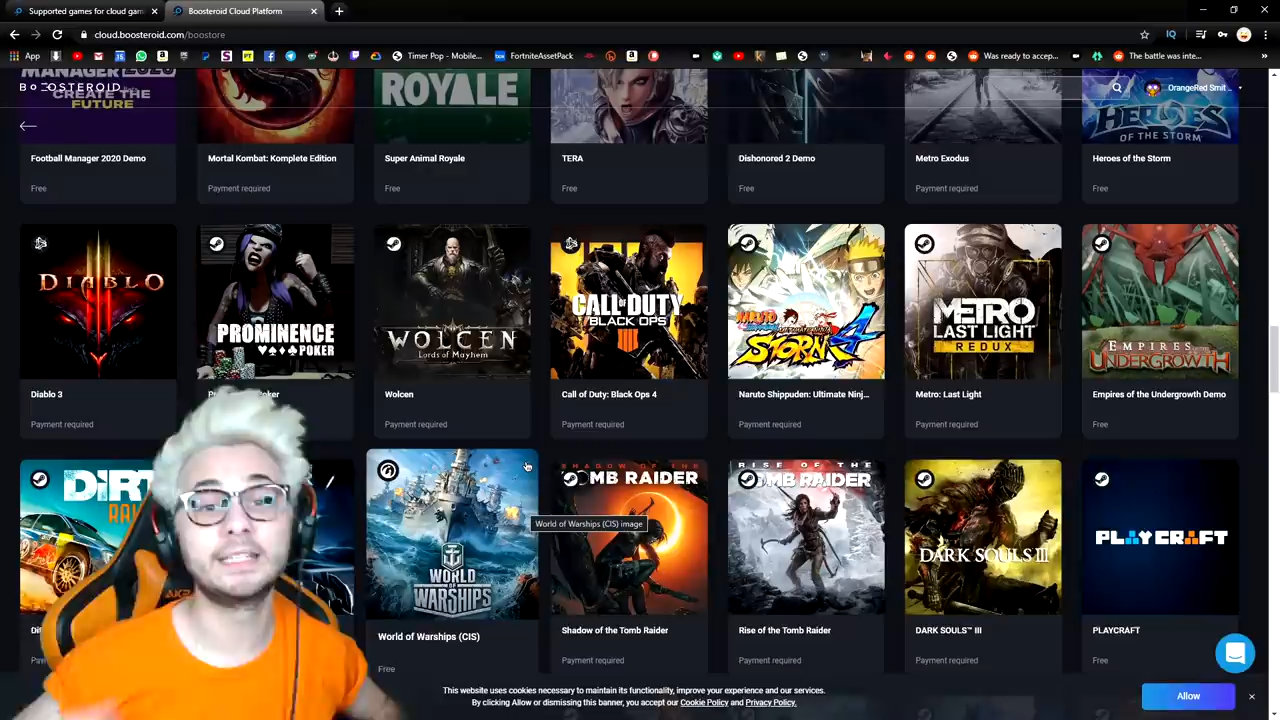 Supported games for cloud gam
Boosteroid Cloud Platform
cloud.boosteroid.com/boostore
App
Timer Pop - Mobile...
FortniteAssetPack
Was ready to accep...
The battle was inte...
MANAGER 2020
CREATE THE
FUTURE
BOOSTEROID
ROYALE
HEROES
OF THE STORM
OrangeRed Smit...
Football Manager 2020 Demo
Mortal Kombat: Komplete Edition
Super Animal Royale
TERA
Dishonored 2 Demo
Metro Exodus
Heroes of the Storm
Free
Payment required
Free
Free
Free
Payment required
Free
DIABLO
PROMINENCE
POKER
WOLCEN
Lords of Mayhem
CALL OF DUTY
BLACK OPS
IIII
NARUTO
SHIPPUDEN
ULTIMATE NINJA
STORM 4
METRO
LAST LIGHT
REDUX
EMPIRES
OF THE
UNDERGROWTH
Diablo 3
Wolcen
Call of Duty: Black Ops 4
Naruto Shippuden: Ultimate Ninj...
Metro: Last Light
Empires of the Undergrowth Demo
Payment required
Payment required
Payment required
Payment required
Payment required
Free
DiRT
WORLD
OF
WARSHIPS
World of Warships (CIS) image
SHADOW OF THE
TOMB RAIDER
RISE OF THE
TOMB RAIDER
DARK SOULS III
PLAYCRAFT
World of Warships (CIS)
Shadow of the Tomb Raider
Rise of the Tomb Raider
DARK SOULS™ III
PLAYCRAFT
Free
Payment required
Payment required
Payment required
Free
This website uses cookies necessary to maintain its functionality, improve your experience and our services.
By clicking Allow or dismissing this banner, you accept our Cookie Policy and Privacy Policy.
Allow